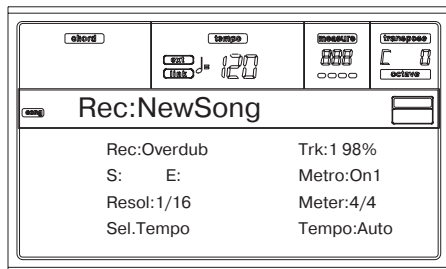 chord tempo measure transpose
ext link ♩= 120 888 C 0
octave
song Rec:NewSong
Rec:Overdub Trk:1 98%
S: E: Metro:On1
Resol:1/16 Meter:4/4
Sel.Tempo Tempo:Auto